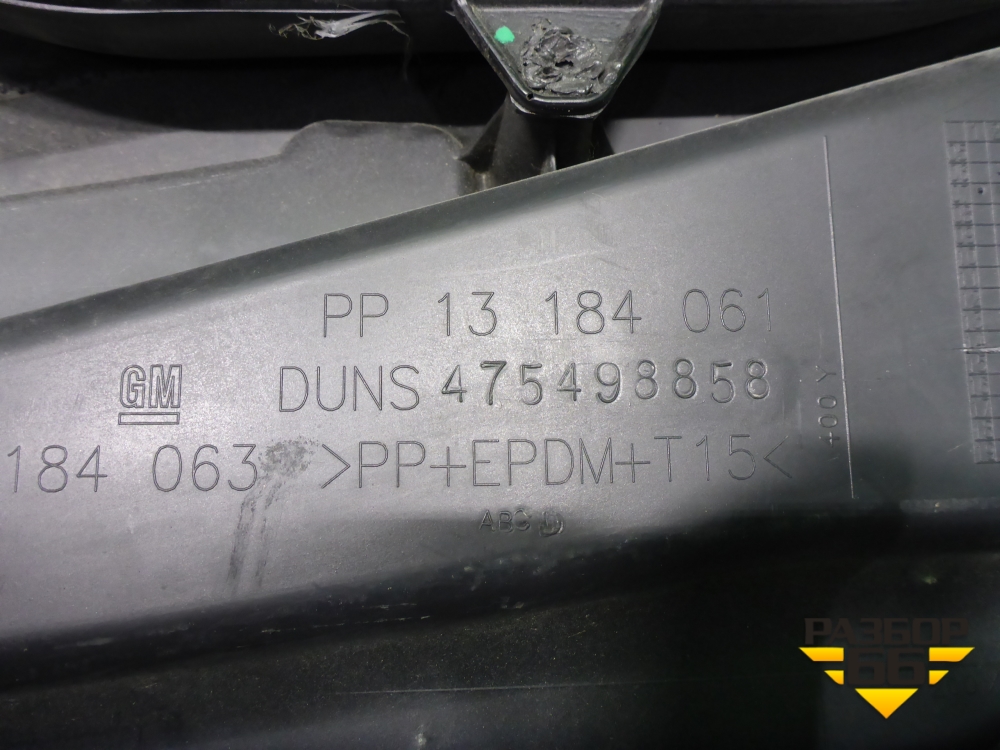 PP 13 184 061
GM
DUNS 475498858
184 063 >PP+EPDM+T15<
РАЗБОР
66